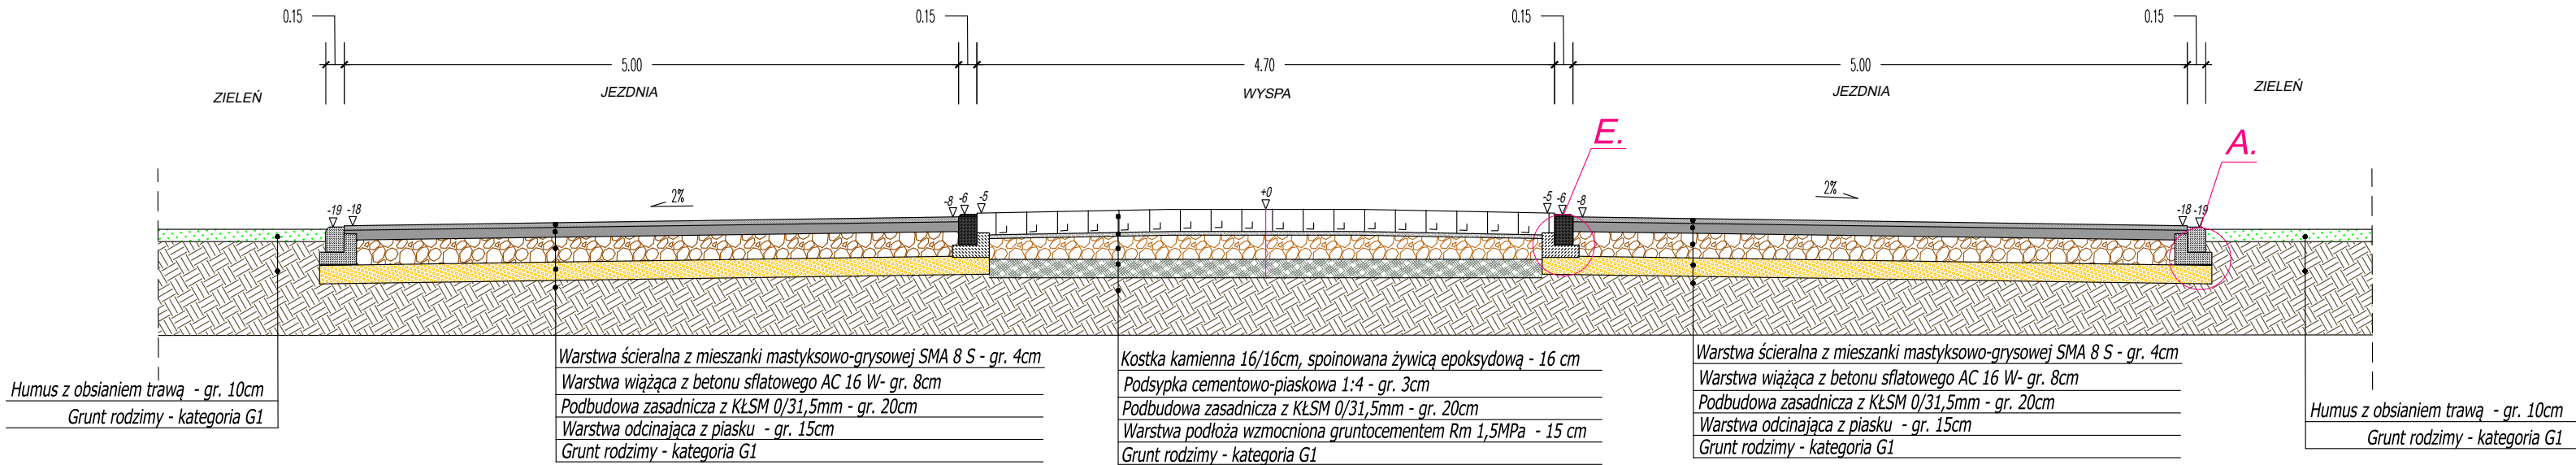 0.15 0.15 0.15 0.15
5.00 4.70 5.00
ZIELEŃ JEZDNIA WYSPA JEZDNIA ZIELEŃ
E. A.
-19 -18 2% -8 -6 -5 +0 -5 -6 -8 2% -18 -19
Humus z obsianiem trawą - gr. 10cm
Grunt rodzimy - kategoria G1
Warstwa ścieralna z mieszanki mastyksowo-grysowej SMA 8 S - gr. 4cm
Warstwa wiążąca z betonu sflatowego AC 16 W- gr. 8cm
Podbudowa zasadnicza z KŁSM 0/31,5mm - gr. 20cm
Warstwa odcinająca z piasku - gr. 15cm
Grunt rodzimy - kategoria G1
Kostka kamienna 16/16cm, spoinowana żywicą epoksydową - 16 cm
Podsypka cementowo-piaskowa 1:4 - gr. 3cm
Podbudowa zasadnicza z KŁSM 0/31,5mm - gr. 20cm
Warstwa podłoża wzmocniona gruntocementem Rm 1,5MPa - 15 cm
Grunt rodzimy - kategoria G1
Warstwa ścieralna z mieszanki mastyksowo-grysowej SMA 8 S - gr. 4cm
Warstwa wiążąca z betonu sflatowego AC 16 W- gr. 8cm
Podbudowa zasadnicza z KŁSM 0/31,5mm - gr. 20cm
Warstwa odcinająca z piasku - gr. 15cm
Grunt rodzimy - kategoria G1
Humus z obsianiem trawą - gr. 10cm
Grunt rodzimy - kategoria G1